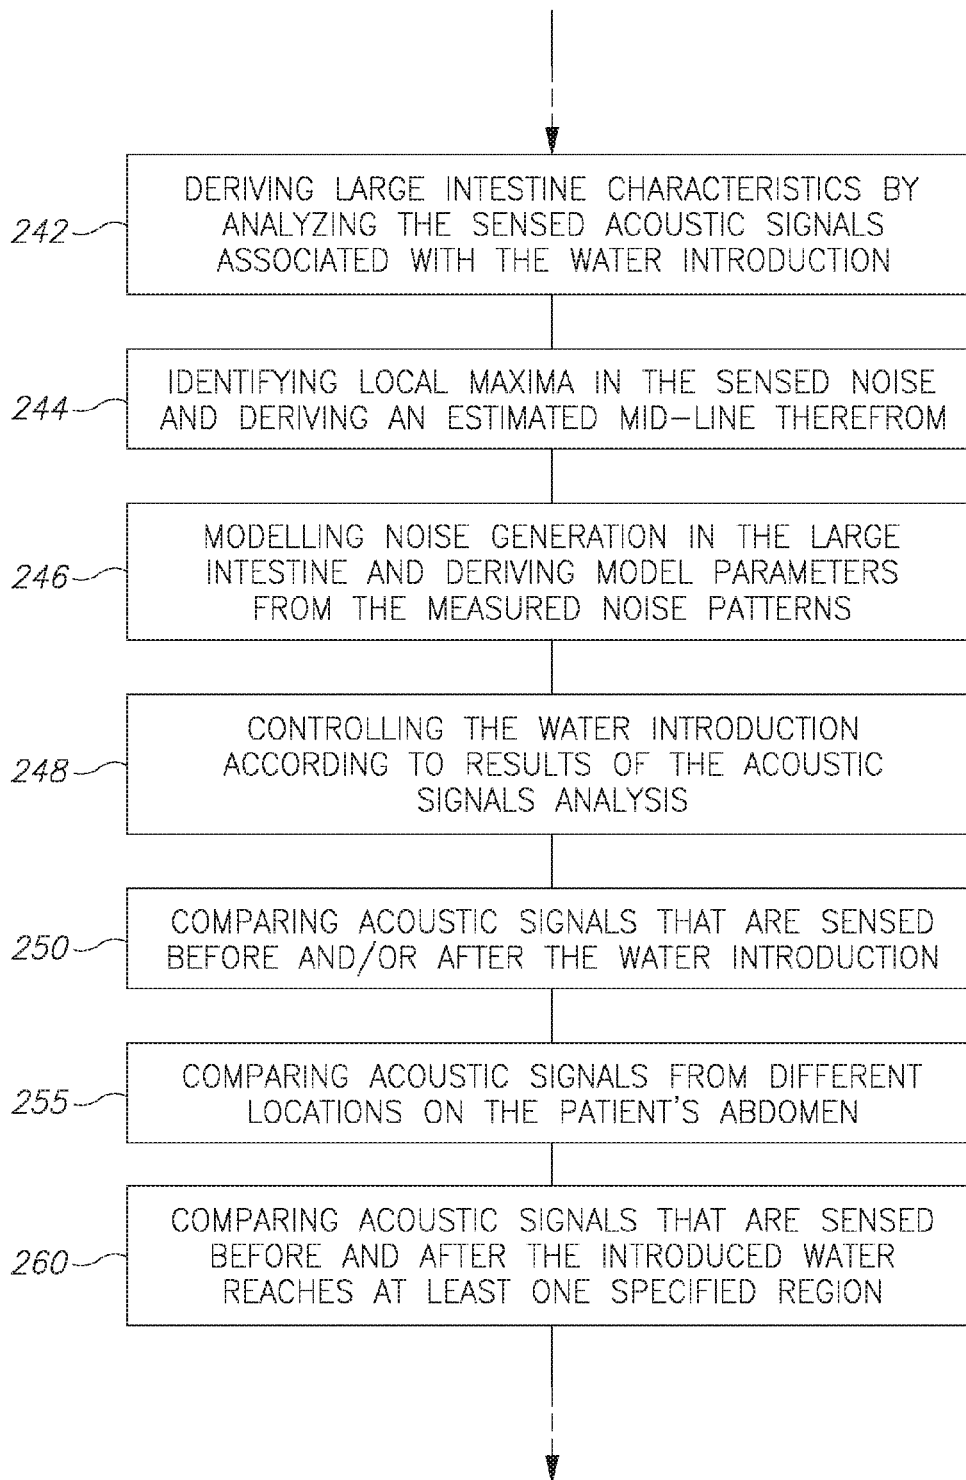 242
DERIVING LARGE INTESTINE CHARACTERISTICS BY
ANALYZING THE SENSED ACOUSTIC SIGNALS
ASSOCIATED WITH THE WATER INTRODUCTION
244
IDENTIFYING LOCAL MAXIMA IN THE SENSED NOISE
AND DERIVING AN ESTIMATED MID-LINE THEREFROM
246
MODELLING NOISE GENERATION IN THE LARGE
INTESTINE AND DERIVING MODEL PARAMETERS
FROM THE MEASURED NOISE PATTERNS
248
CONTROLLING THE WATER INTRODUCTION
ACCORDING TO RESULTS OF THE ACOUSTIC
SIGNALS ANALYSIS
250
COMPARING ACOUSTIC SIGNALS THAT ARE SENSED
BEFORE AND/OR AFTER THE WATER INTRODUCTION
255
COMPARING ACOUSTIC SIGNALS FROM DIFFERENT
LOCATIONS ON THE PATIENT'S ABDOMEN
260
COMPARING ACOUSTIC SIGNALS THAT ARE SENSED
BEFORE AND AFTER THE INTRODUCED WATER
REACHES AT LEAST ONE SPECIFIED REGION